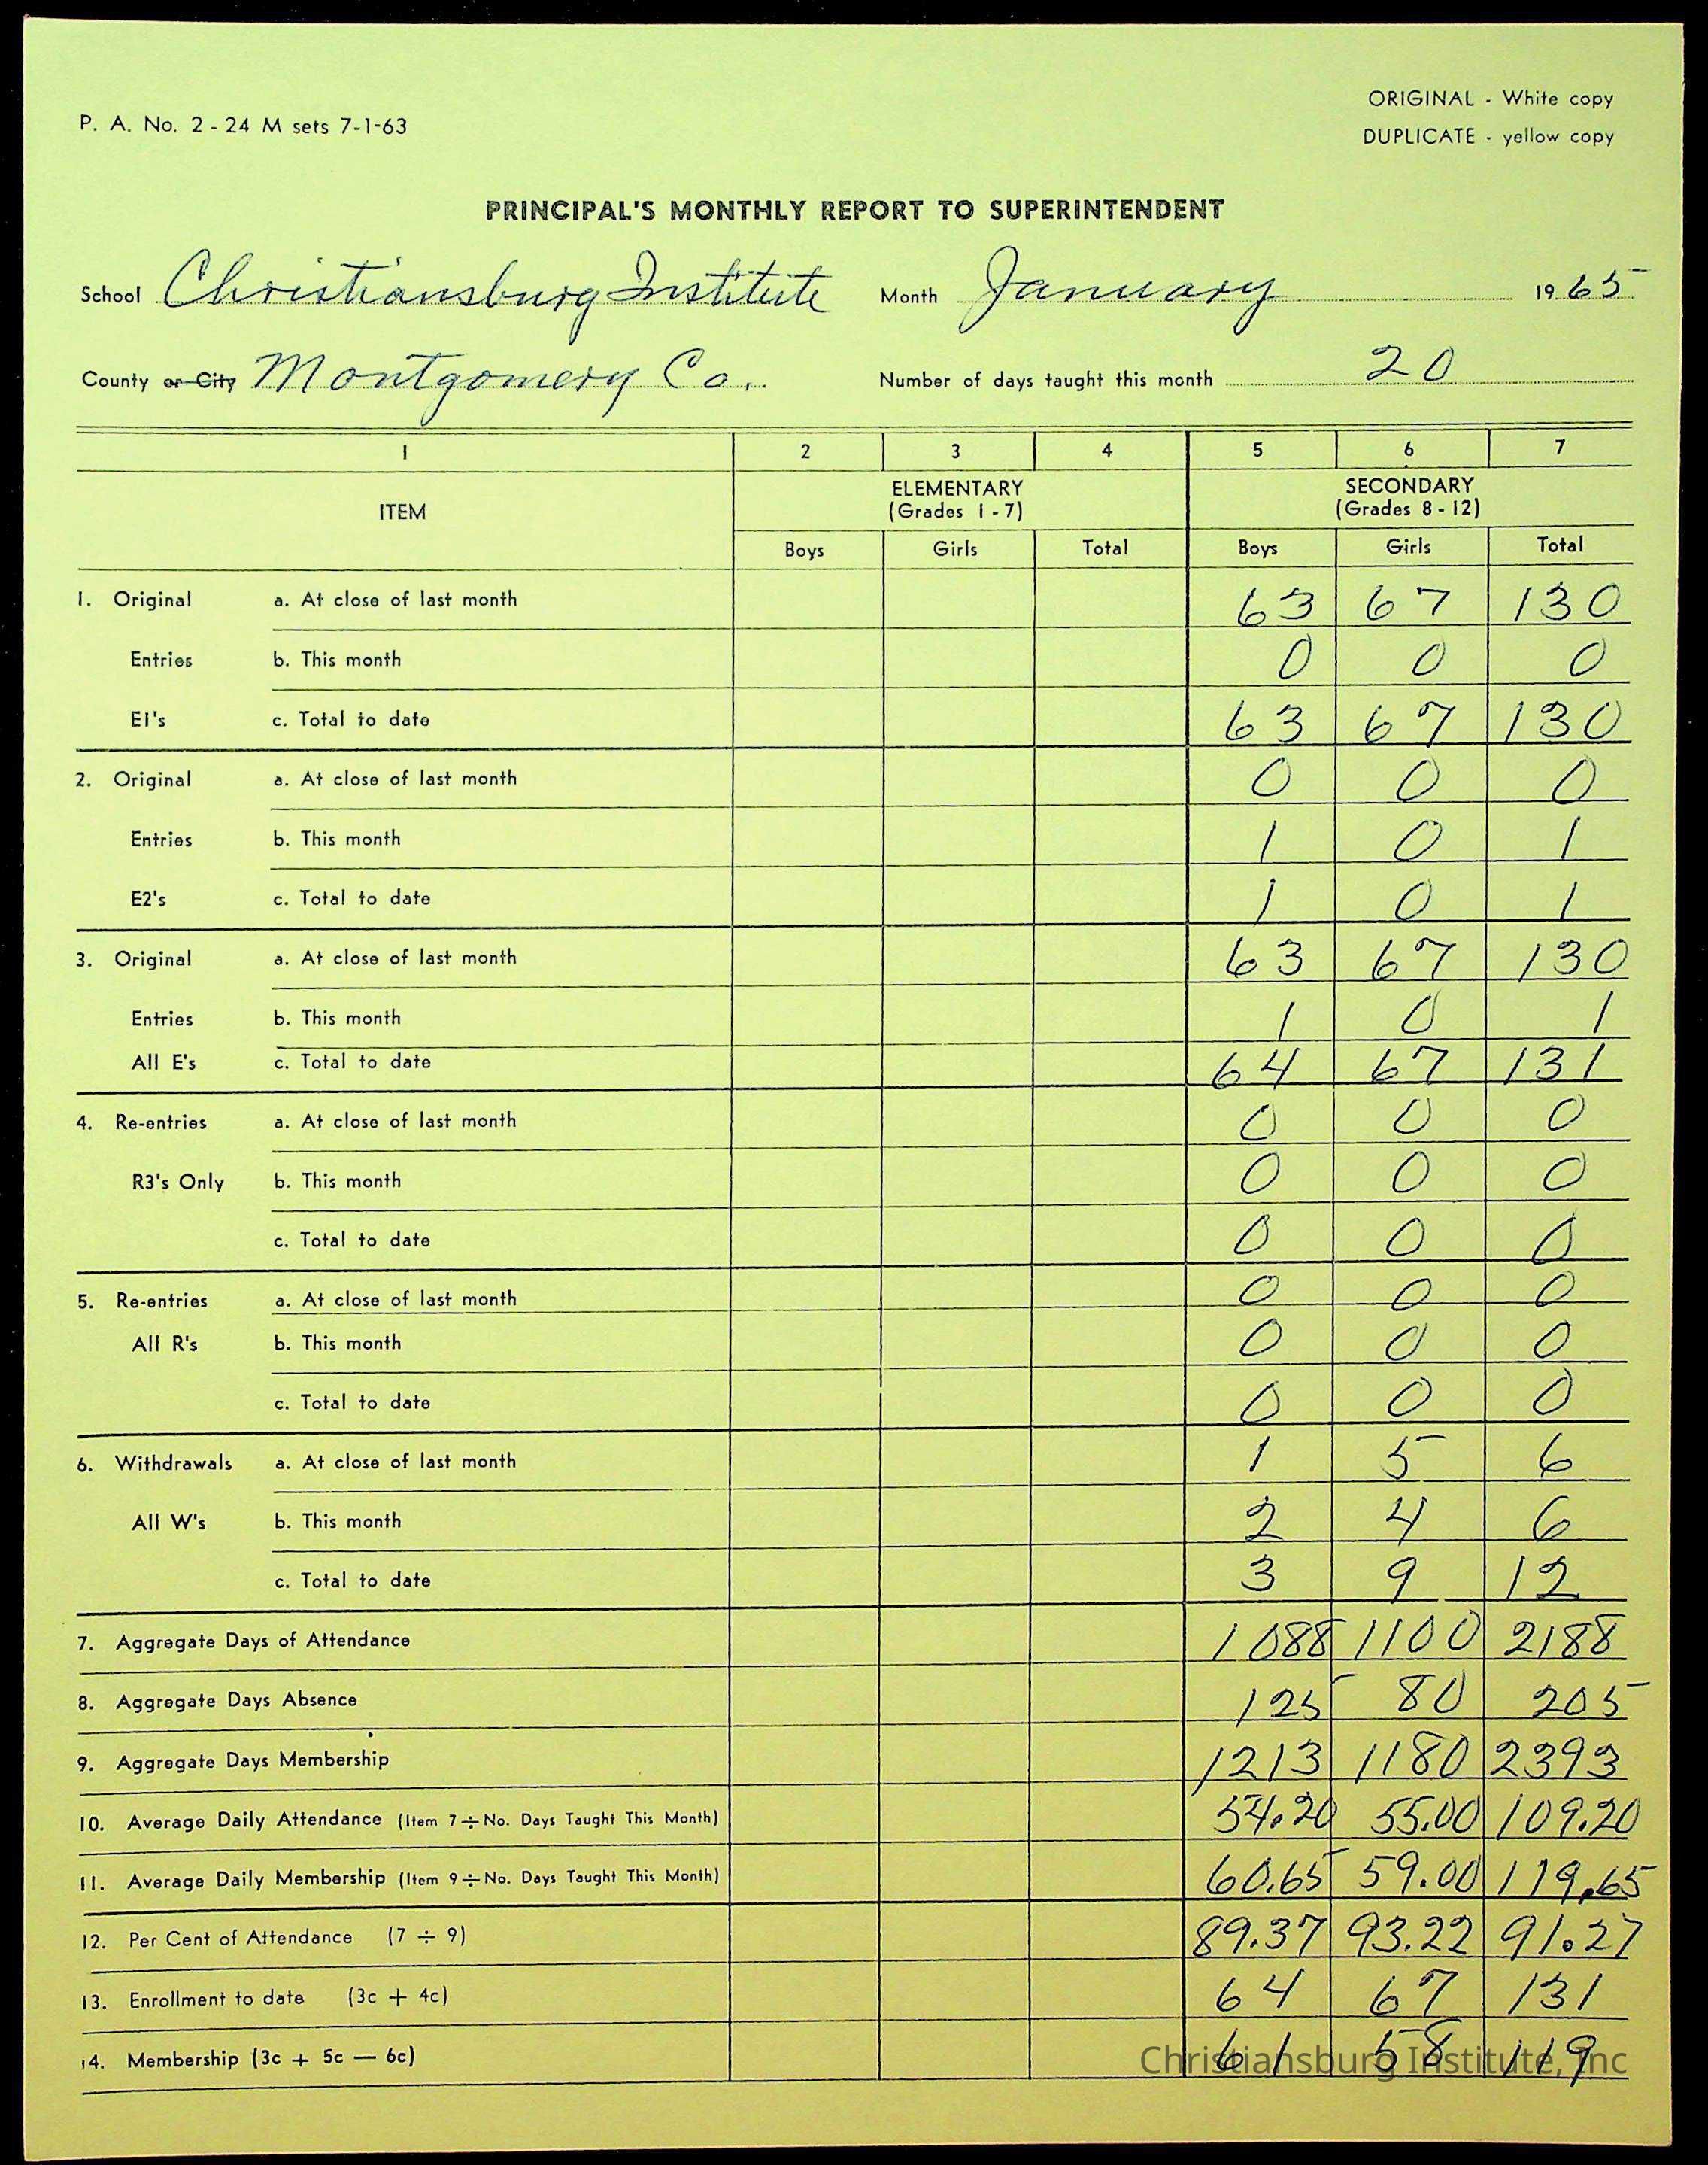 P. A. No. 2 - 24 M sets 7-1-63
ORIGINAL - White copy
DUPLICATE - yellow copy
PRINCIPAL'S MONTHLY REPORT TO SUPERINTENDENT
School Christiansburg Institute Month January 1965
County or City Montgomery Co. Number of days taught this month 20
1 2 3 4 5 6 7
ITEM ELEMENTARY (Grades 1 - 7) SECONDARY (Grades 8 - 12)
Boys Girls Total Boys Girls Total
1. Original a. At close of last month 63 67 130
Entries b. This month 0 0 0
E1's c. Total to date 63 67 130
2. Original a. At close of last month 0 0 0
Entries b. This month 1 0 1
E2's c. Total to date 1 0 1
3. Original a. At close of last month 63 67 130
Entries b. This month 1 0 1
All E's c. Total to date 64 67 131
4. Re-entries a. At close of last month 0 0 0
R3's Only b. This month 0 0 0
c. Total to date 0 0 0
5. Re-entries a. At close of last month 0 0 0
All R's b. This month 0 0 0
c. Total to date 0 0 0
6. Withdrawals a. At close of last month 1 5 6
All W's b. This month 2 4 6
c. Total to date 3 9 12
7. Aggregate Days of Attendance 1088 1100 2188
8. Aggregate Days Absence 125 80 205
9. Aggregate Days Membership 1213 1180 2393
10. Average Daily Attendance (Item 7 ÷ No. Days Taught This Month) 54.20 55.00 109.20
11. Average Daily Membership (Item 9 ÷ No. Days Taught This Month) 60.65 59.00 119.65
12. Per Cent of Attendance (7 ÷ 9) 89.37 93.22 91.27
13. Enrollment to date (3c + 4c) 64 67 131
14. Membership (3c + 5c — 6c) 61 58 119
Christiansburg Institute, Inc